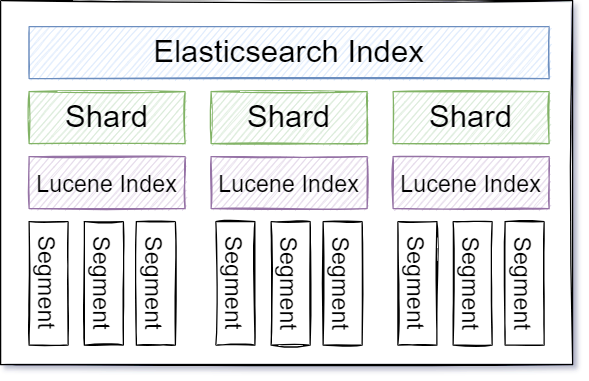 Elasticsearch Index
Shard Shard Shard
Lucene Index Lucene Index Lucene Index
Segment Segment Segment Segment Segment Segment Segment Segment Segment